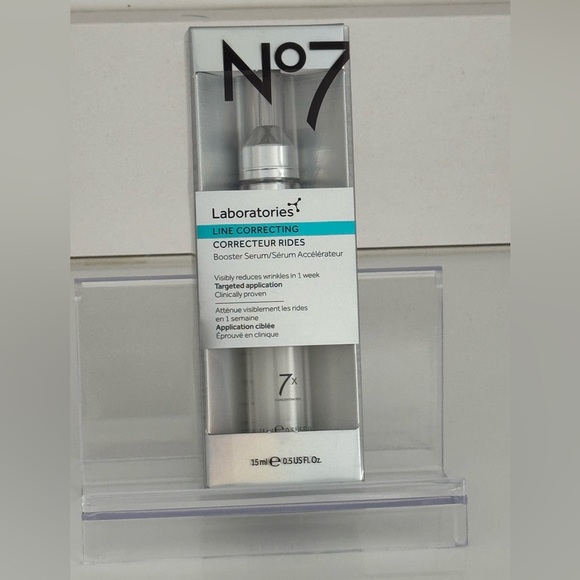 No7
Laboratories
LINE CORRECTING
CORRECTEUR RIDES
Booster Serum/Sérum Accélérateur
Visibly reduces wrinkles in 1 week
Targeted application
Clinically proven
Atténue visiblement les rides
en 1 semaine
Application ciblée
Éprouvé en clinique
7x
15 ml e 0.5 US Fl. Oz.